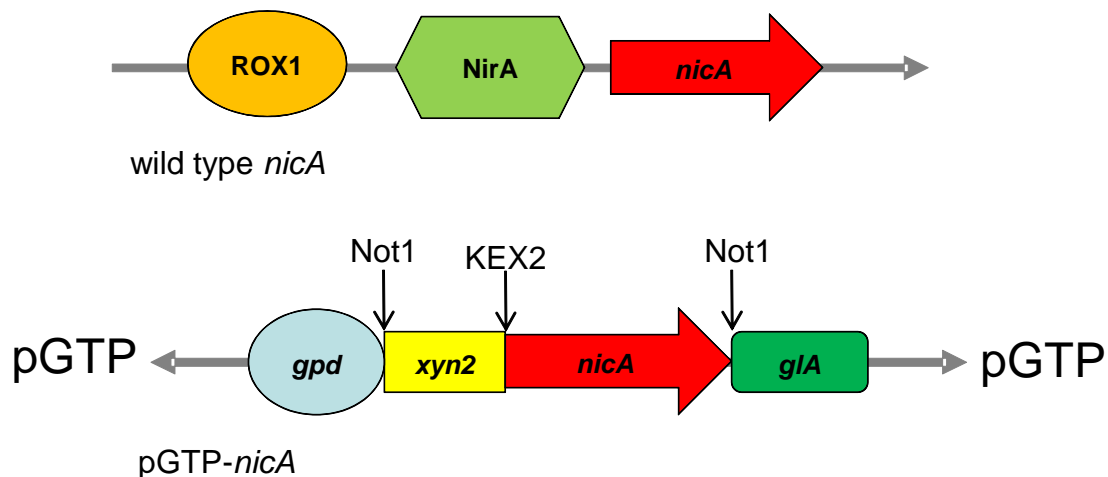 ROX1 NirA nicA
wild type nicA
Not1 KEX2 Not1
pGTP gpd xyn2 nicA glA pGTP
pGTP-nicA